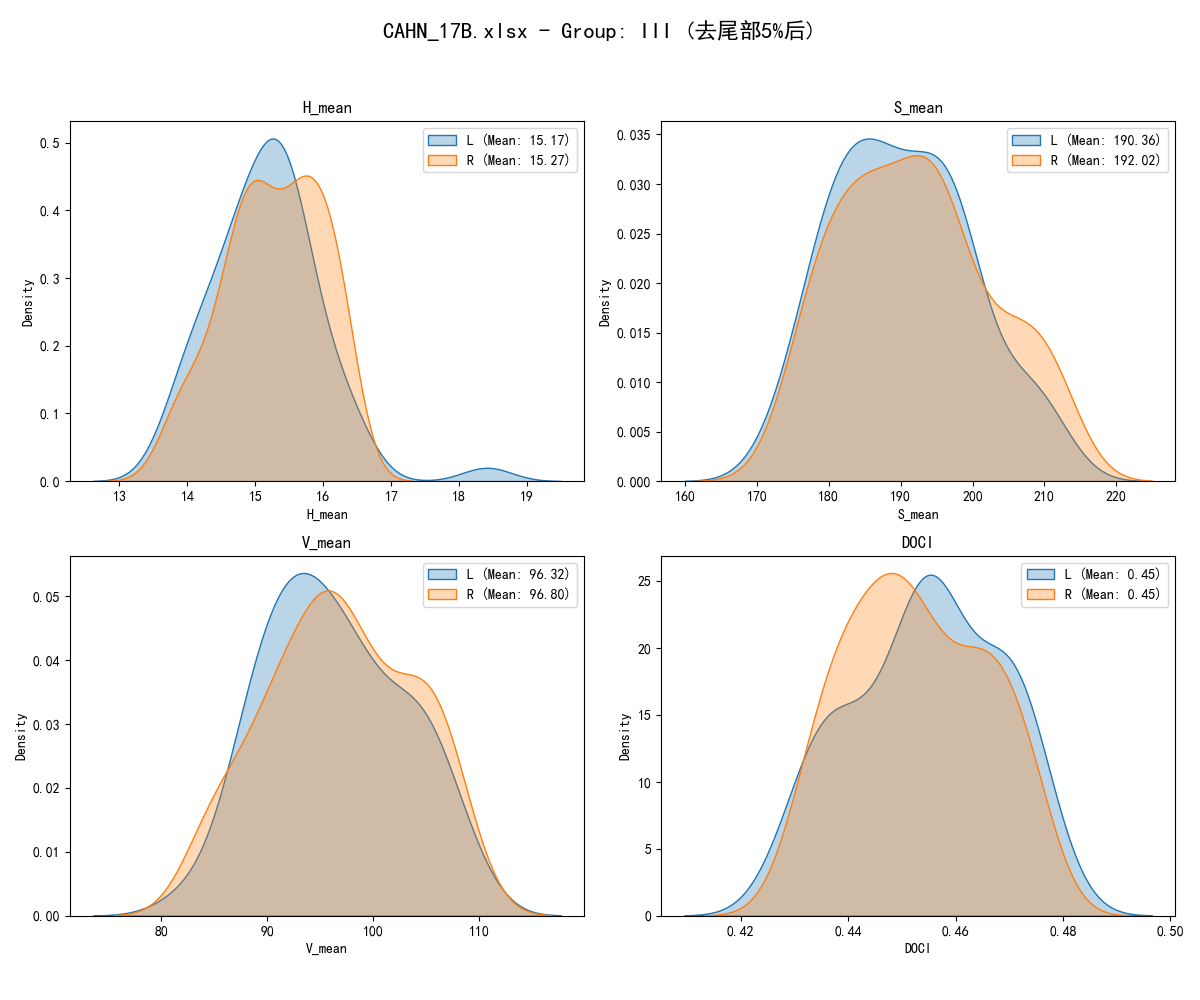 CAHN_17B.xlsx - Group: III (去尾部5%后)
H_mean
L (Mean: 15.17)
R (Mean: 15.27)
0.5
0.4
0.3
0.2
0.1
0.0
Density
13 14 15 16 17 18 19
H_mean
S_mean
L (Mean: 190.36)
R (Mean: 192.02)
0.035
0.030
0.025
0.020
0.015
0.010
0.005
0.000
Density
160 170 180 190 200 210 220
S_mean
V_mean
L (Mean: 96.32)
R (Mean: 96.80)
0.05
0.04
0.03
0.02
0.01
0.00
Density
80 90 100 110
V_mean
DOCI
L (Mean: 0.45)
R (Mean: 0.45)
25
20
15
10
5
0
Density
0.42 0.44 0.46 0.48 0.50
DOCI